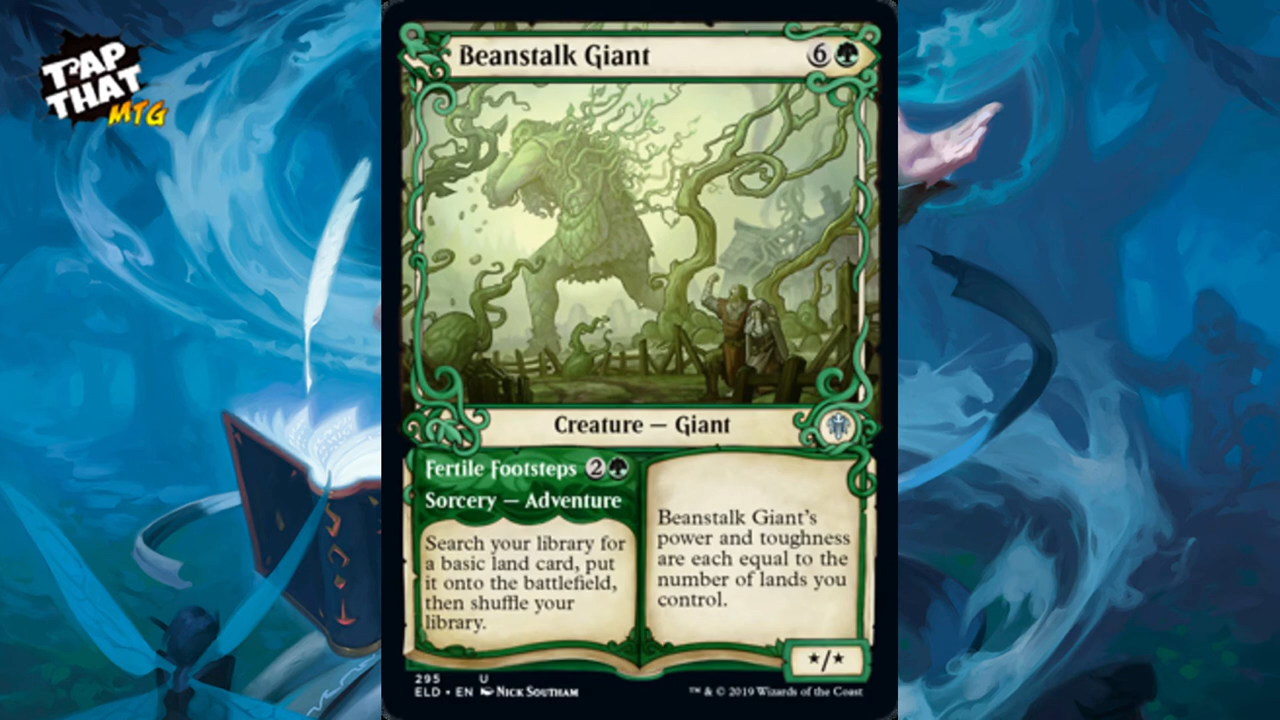 TRAP
THAT
MTG
Beanstalk Giant 6
Creature — Giant
Fertile Footsteps 2
Sorcery — Adventure
Search your library for
a basic land card, put
it onto the battlefield,
then shuffle your
library.
Beanstalk Giant's
power and toughness
are each equal to the
number of lands you
control.
★/★
295 U
ELD • EN Nick Southam
™ & © 2019 Wizards of the Coast